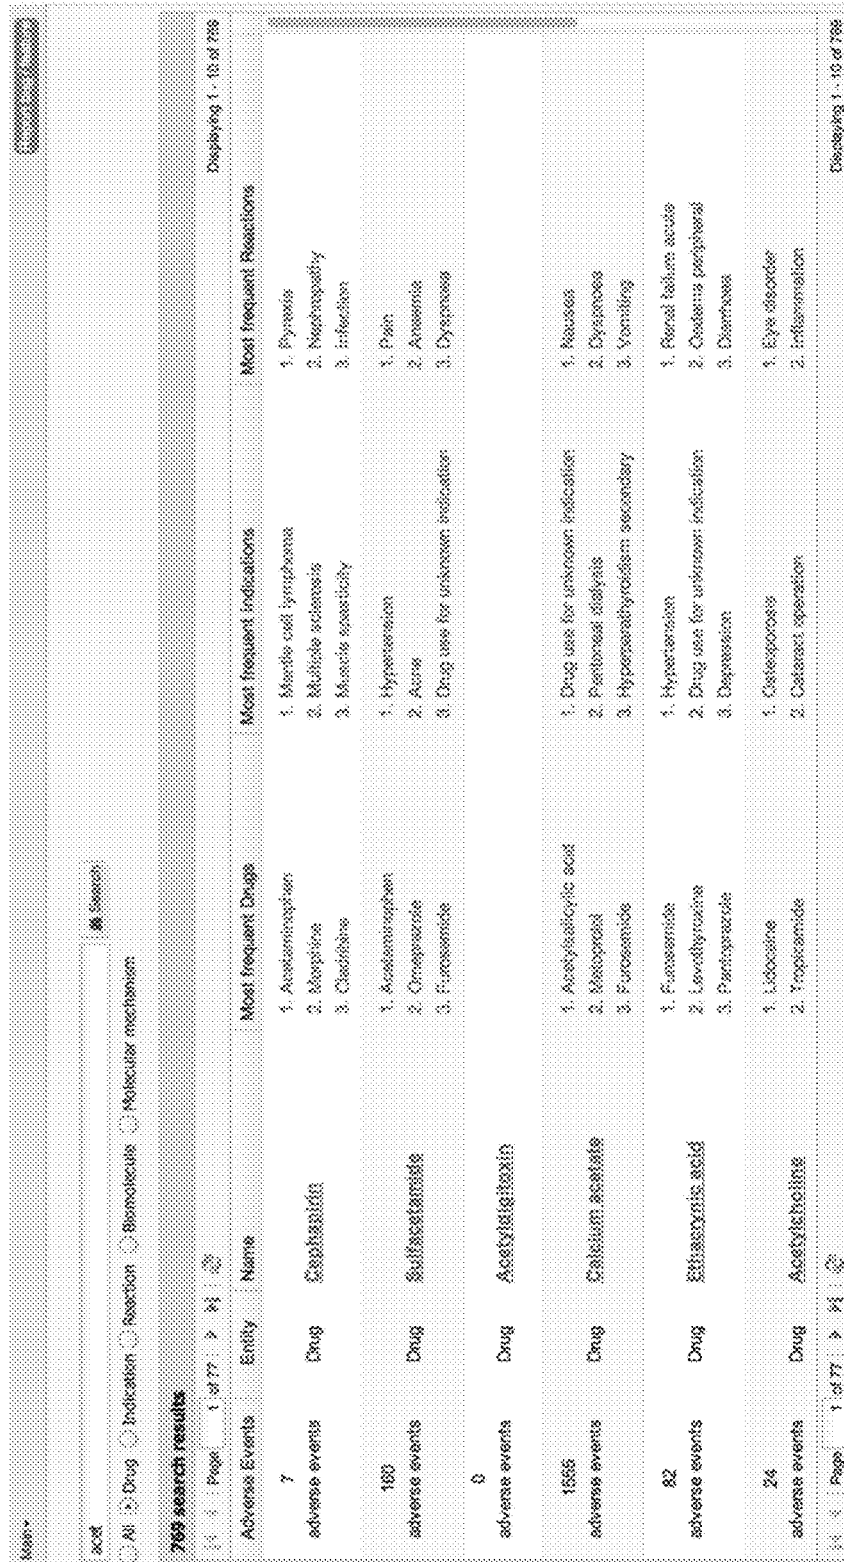 Main
acet
Search
All Drug Indication Reaction Biomolecule Molecular mechanism
769 search results
Page 1 of 77
Displaying 1 - 10 of 769
Adverse Events Entity Name Most frequent Drugs Most frequent Indications Most frequent Reactions
7 adverse events Drug Cephapirin
1. Acetaminophen 1. Mantle cell lymphoma 1. Pyrexia
2. Morphine 2. Multiple sclerosis 2. Nephropathy
3. Cladribine 3. Muscle spasticity 3. Infection
160 adverse events Drug Sulfacetamide
1. Acetaminophen 1. Hypertension 1. Pain
2. Omeprazole 2. Acne 2. Anaemia
3. Furosemide 3. Drug use for unknown indication 3. Dyspnoea
0 adverse events Drug Acetyldigitoxin
1555 adverse events Drug Calcium acetate
1. Acetylsalicylic acid 1. Drug use for unknown indication 1. Nausea
2. Metoprolol 2. Peritoneal dialysis 2. Dyspnoea
3. Furosemide 3. Hyperparathyroidism secondary 3. Vomiting
82 adverse events Drug Ethacrynic acid
1. Furosemide 1. Hypertension 1. Renal failure acute
2. Levothyroxine 2. Drug use for unknown indication 2. Oedema peripheral
3. Pantoprazole 3. Depression 3. Diarrhoea
24 adverse events Drug Acetylcholine
1. Lidocaine 1. Osteoporosis 1. Eye disorder
2. Tropicamide 2. Cataract operation 2. Inflammation
Page 1 of 77
Displaying 1 - 10 of 769